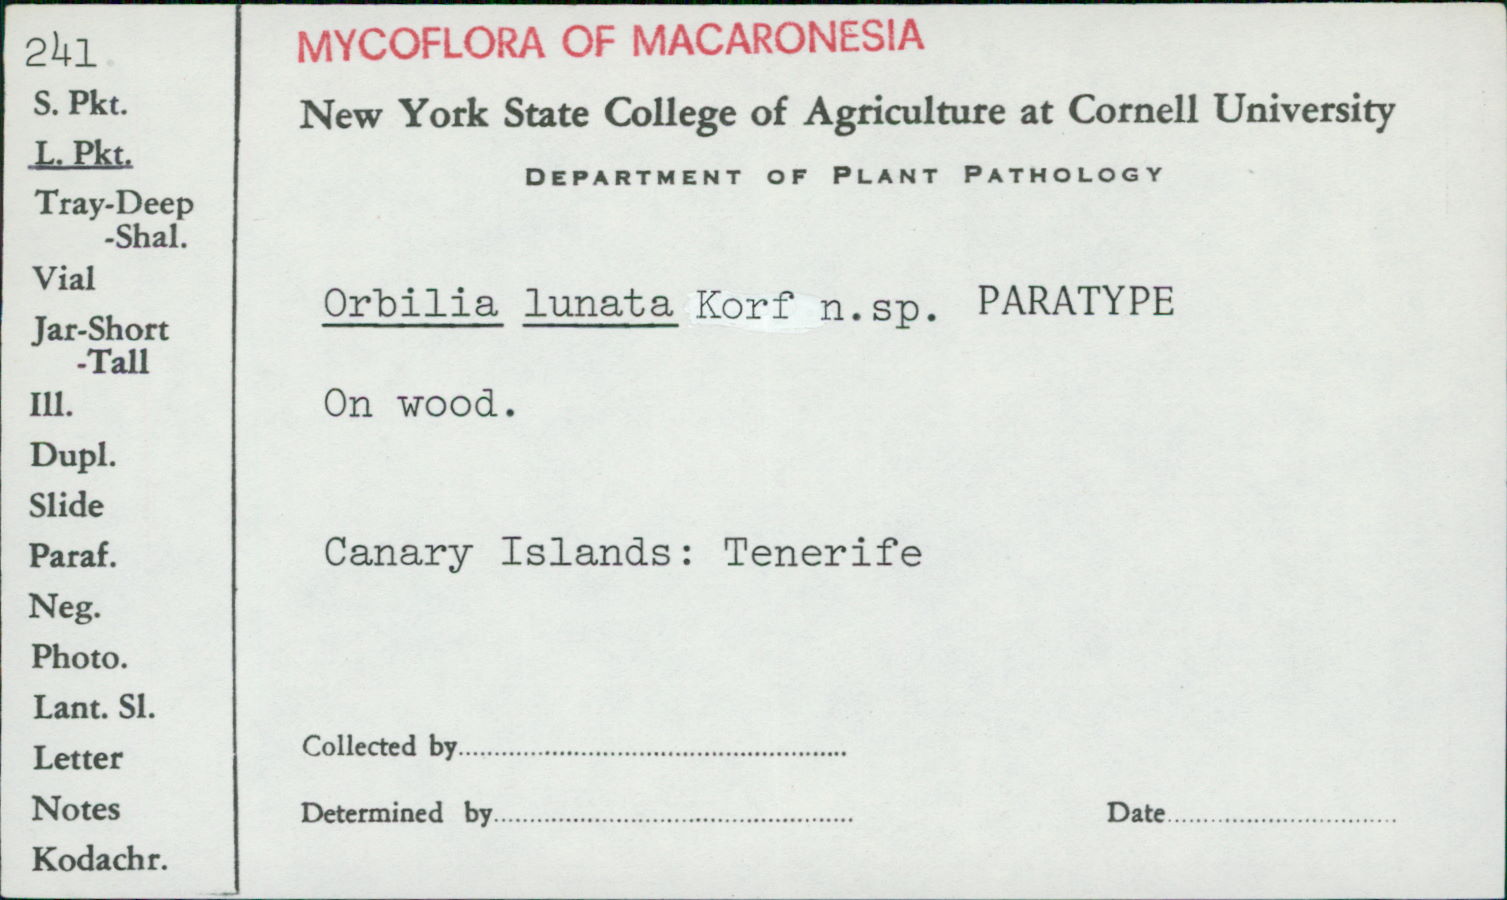 241
S. Pkt.
L. Pkt.
Tray-Deep
-Shal.
Vial
Jar-Short
-Tall
Ill.
Dupl.
Slide
Paraf.
Neg.
Photo.
Lant. Sl.
Letter
Notes
Kodachr.
MYCOFLORA OF MACARONESIA
New York State College of Agriculture at Cornell University
DEPARTMENT OF PLANT PATHOLOGY
Orbilia lunata Korf n.sp. PARATYPE
On wood.
Canary Islands: Tenerife
Collected by
Determined by Date